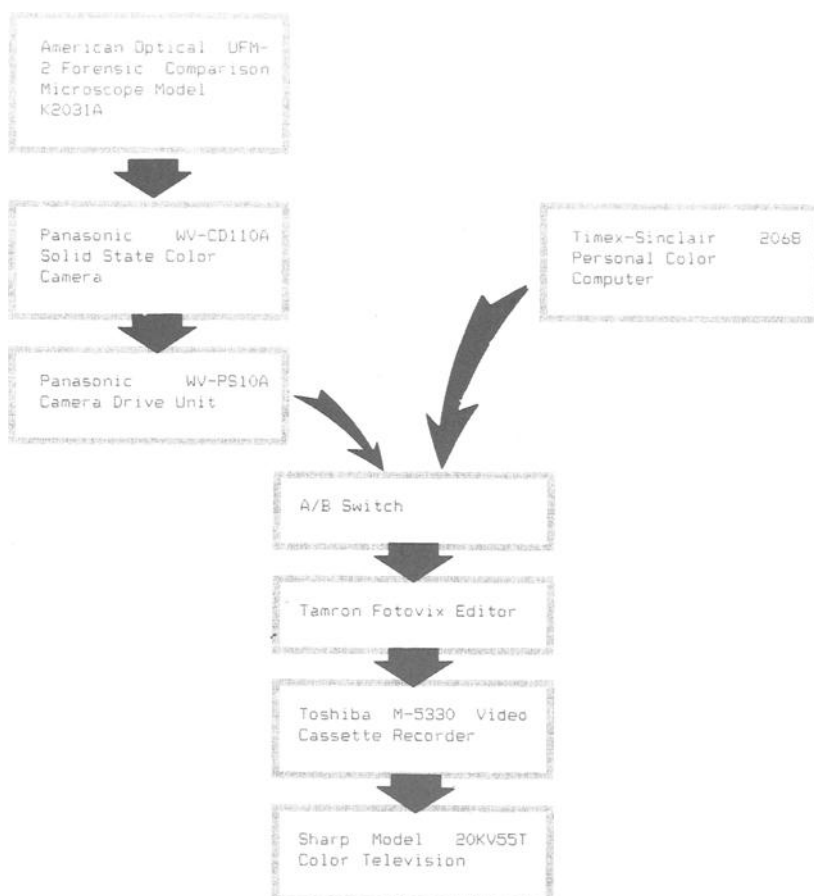 American Optical UFM-
2 Forensic Comparison
Microscope Model
K2031A
Panasonic WV-CD110A
Solid State Color
Camera
Timex-Sinclair 2068
Personal Color
Computer
Panasonic WV-PS10A
Camera Drive Unit
A/B Switch
Tamron Fotovix Editor
Toshiba M-5330 Video
Cassette Recorder
Sharp Model 20KV55T
Color Television